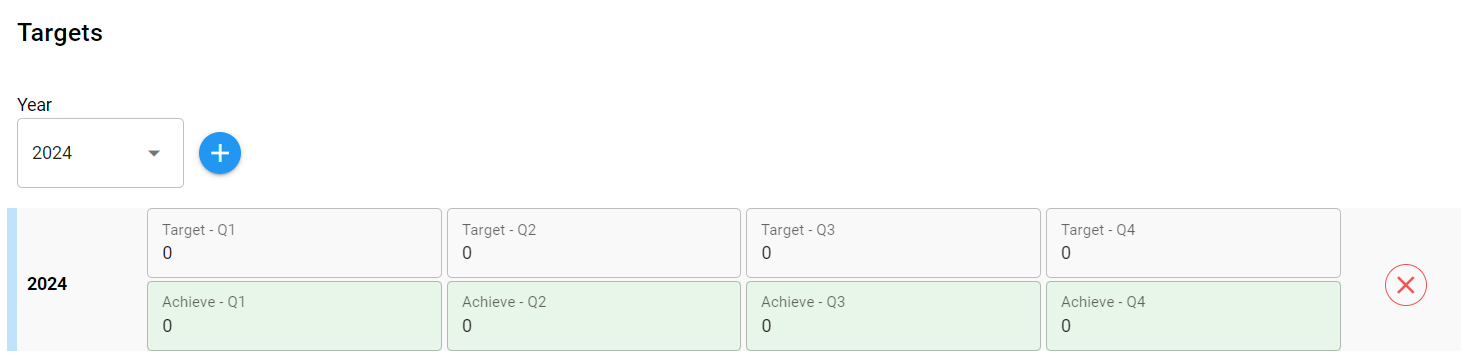 Targets
Year
2024
Target - Q1 Target - Q2 Target - Q3 Target - Q4
0 0 0 0
2024
Achieve - Q1 Achieve - Q2 Achieve - Q3 Achieve - Q4
0 0 0 0